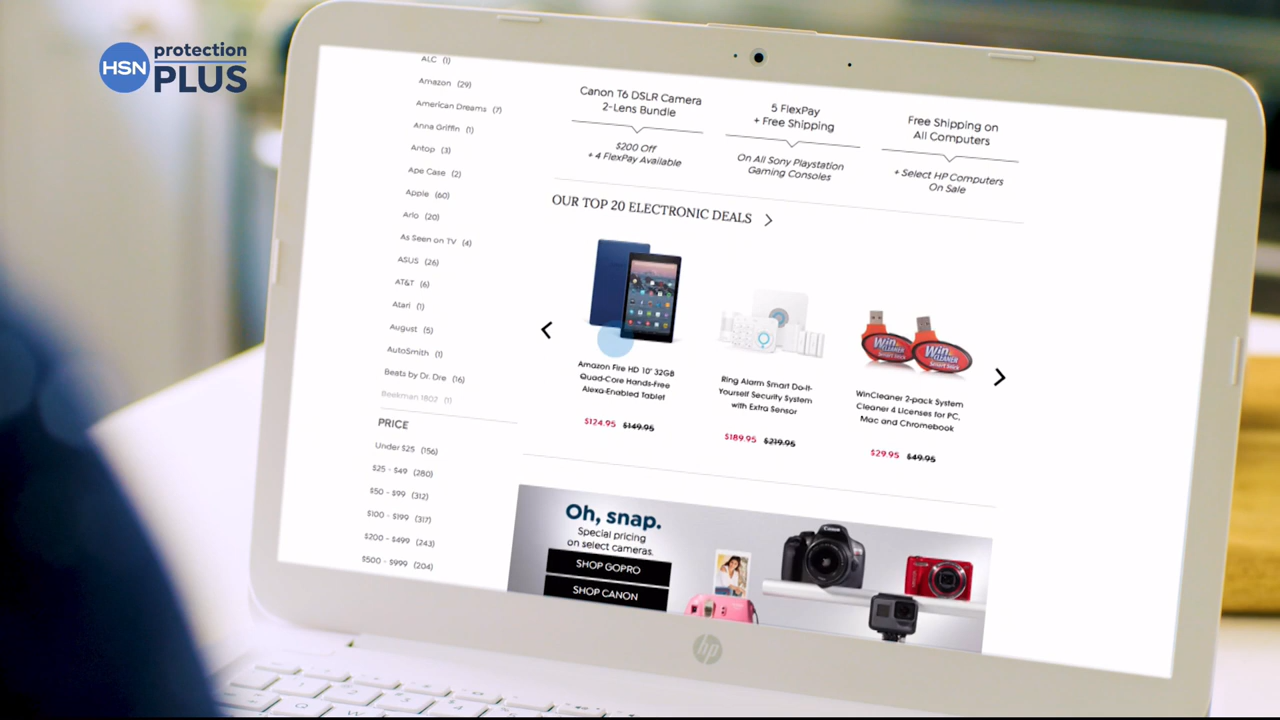 HSN
protection
PLUS
ALC (1)
Amazon (29)
American Dreams (7)
Anna Griffin (1)
Antop (3)
Ape Case (2)
Apple (60)
Arlo (20)
As Seen on TV (4)
ASUS (26)
AT&T (6)
Atari (1)
August (5)
AutoSmith (1)
Beats by Dr. Dre (16)
Beekman 1802 (1)
PRICE
Under $25 (156)
$25 - $49 (280)
$50 - $99 (312)
$100 - $199 (317)
$200 - $499 (243)
$500 - $999 (204)
Canon T6 DSLR Camera
2-Lens Bundle
$200 Off
+ 4 FlexPay Available
5 FlexPay
+ Free Shipping
On All Sony Playstation
Gaming Consoles
Free Shipping on
All Computers
+ Select HP Computers
On Sale
OUR TOP 20 ELECTRONIC DEALS
Amazon Fire HD 10" 32GB
Quad-Core Hands-Free
Alexa-Enabled Tablet
$124.95 $149.95
Ring Alarm Smart Do-It-
Yourself Security System
with Extra Sensor
$189.95 $219.95
Win
CLEANER
Win
CLEANER
WinCleaner 2-pack System
Cleaner 4 Licenses for PC,
Mac and Chromebook
$29.95 $49.95
Oh, snap.
Special pricing
on select cameras.
SHOP GOPRO
SHOP CANON
Canon
hp